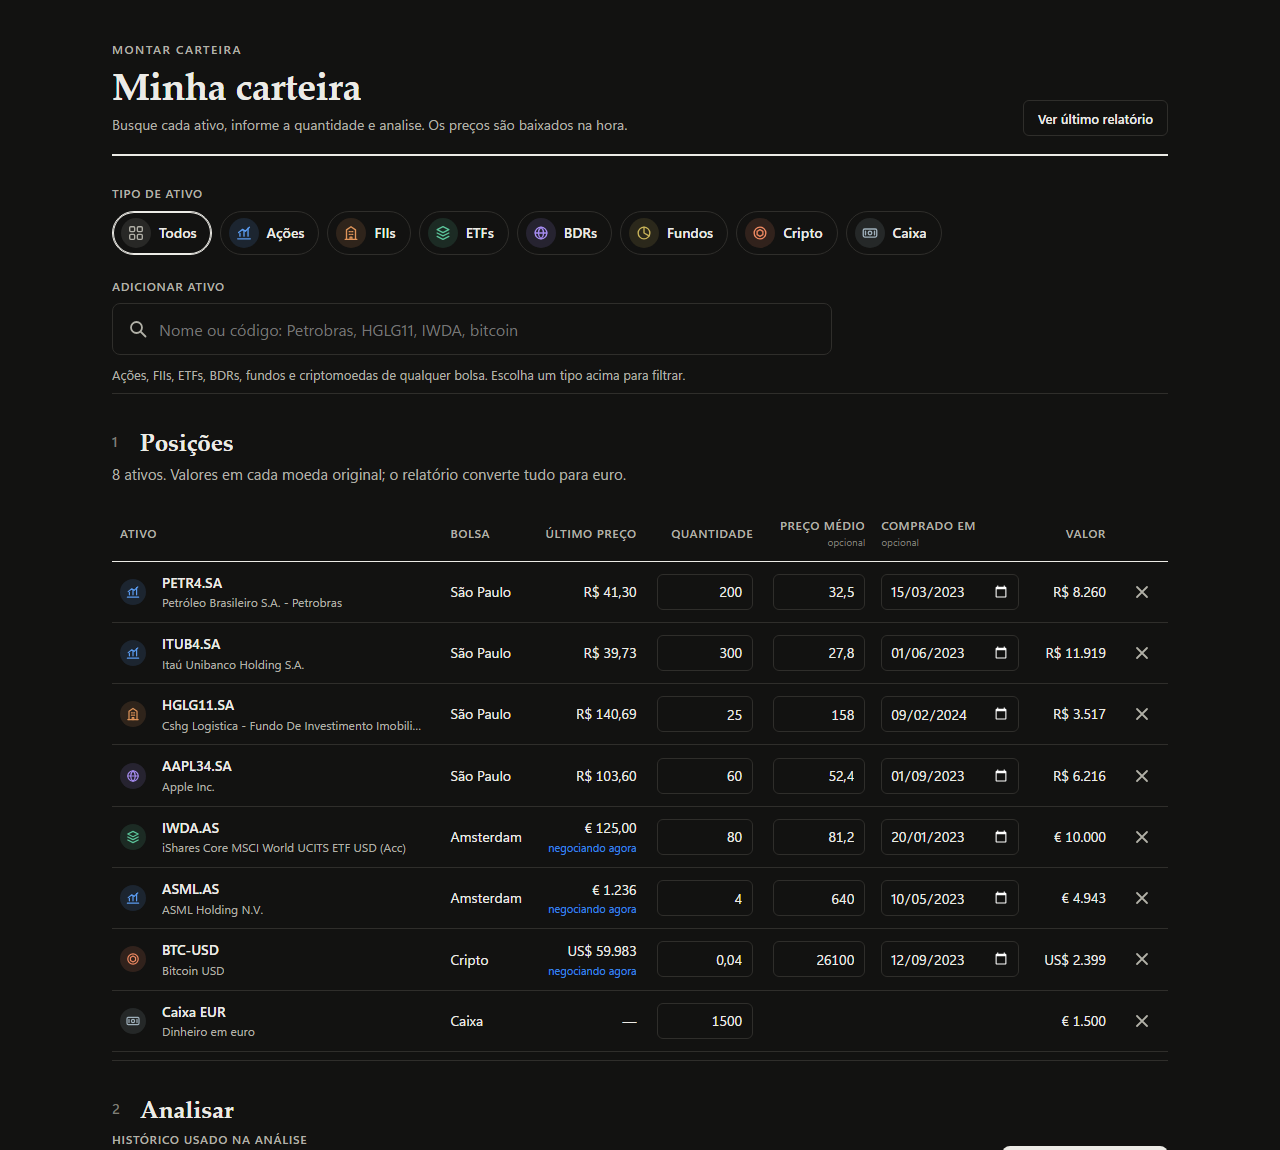 MONTAR CARTEIRA
Minha carteira
Busque cada ativo, informe a quantidade e analise. Os preços são baixados na hora.
Ver último relatório
TIPO DE ATIVO
Todos Ações FIIs ETFs BDRs Fundos Cripto Caixa
ADICIONAR ATIVO
Nome ou código: Petrobras, HGLG11, IWDA, bitcoin
Ações, FIIs, ETFs, BDRs, fundos e criptomoedas de qualquer bolsa. Escolha um tipo acima para filtrar.
1 Posições
8 ativos. Valores em cada moeda original; o relatório converte tudo para euro.
ATIVO BOLSA ÚLTIMO PREÇO QUANTIDADE PREÇO MÉDIO COMPRADO EM VALOR
opcional opcional
PETR4.SA São Paulo R$ 41,30 200 32,5 15/03/2023 R$ 8.260
Petróleo Brasileiro S.A. - Petrobras
ITUB4.SA São Paulo R$ 39,73 300 27,8 01/06/2023 R$ 11.919
Itaú Unibanco Holding S.A.
HGLG11.SA São Paulo R$ 140,69 25 158 09/02/2024 R$ 3.517
Cshg Logistica - Fundo De Investimento Imobili...
AAPL34.SA São Paulo R$ 103,60 60 52,4 01/09/2023 R$ 6.216
Apple Inc.
IWDA.AS Amsterdam € 125,00 80 81,2 20/01/2023 € 10.000
iShares Core MSCI World UCITS ETF USD (Acc) negociando agora
ASML.AS Amsterdam € 1.236 4 640 10/05/2023 € 4.943
ASML Holding N.V. negociando agora
BTC-USD Cripto US$ 59.983 0,04 26100 12/09/2023 US$ 2.399
Bitcoin USD negociando agora
Caixa EUR Caixa — 1500 € 1.500
Dinheiro em euro
2 Analisar
HISTÓRICO USADO NA ANÁLISE